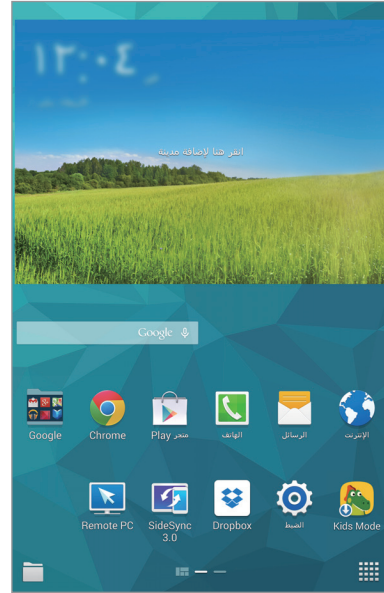 ١٢:٠٤
انقر هنا لإضافة مدينة
Google
Google
Chrome
متجر Play
الهاتف
الرسائل
الإنترنت
Remote PC
SideSync
3.0
Dropbox
الضبط
Kids Mode